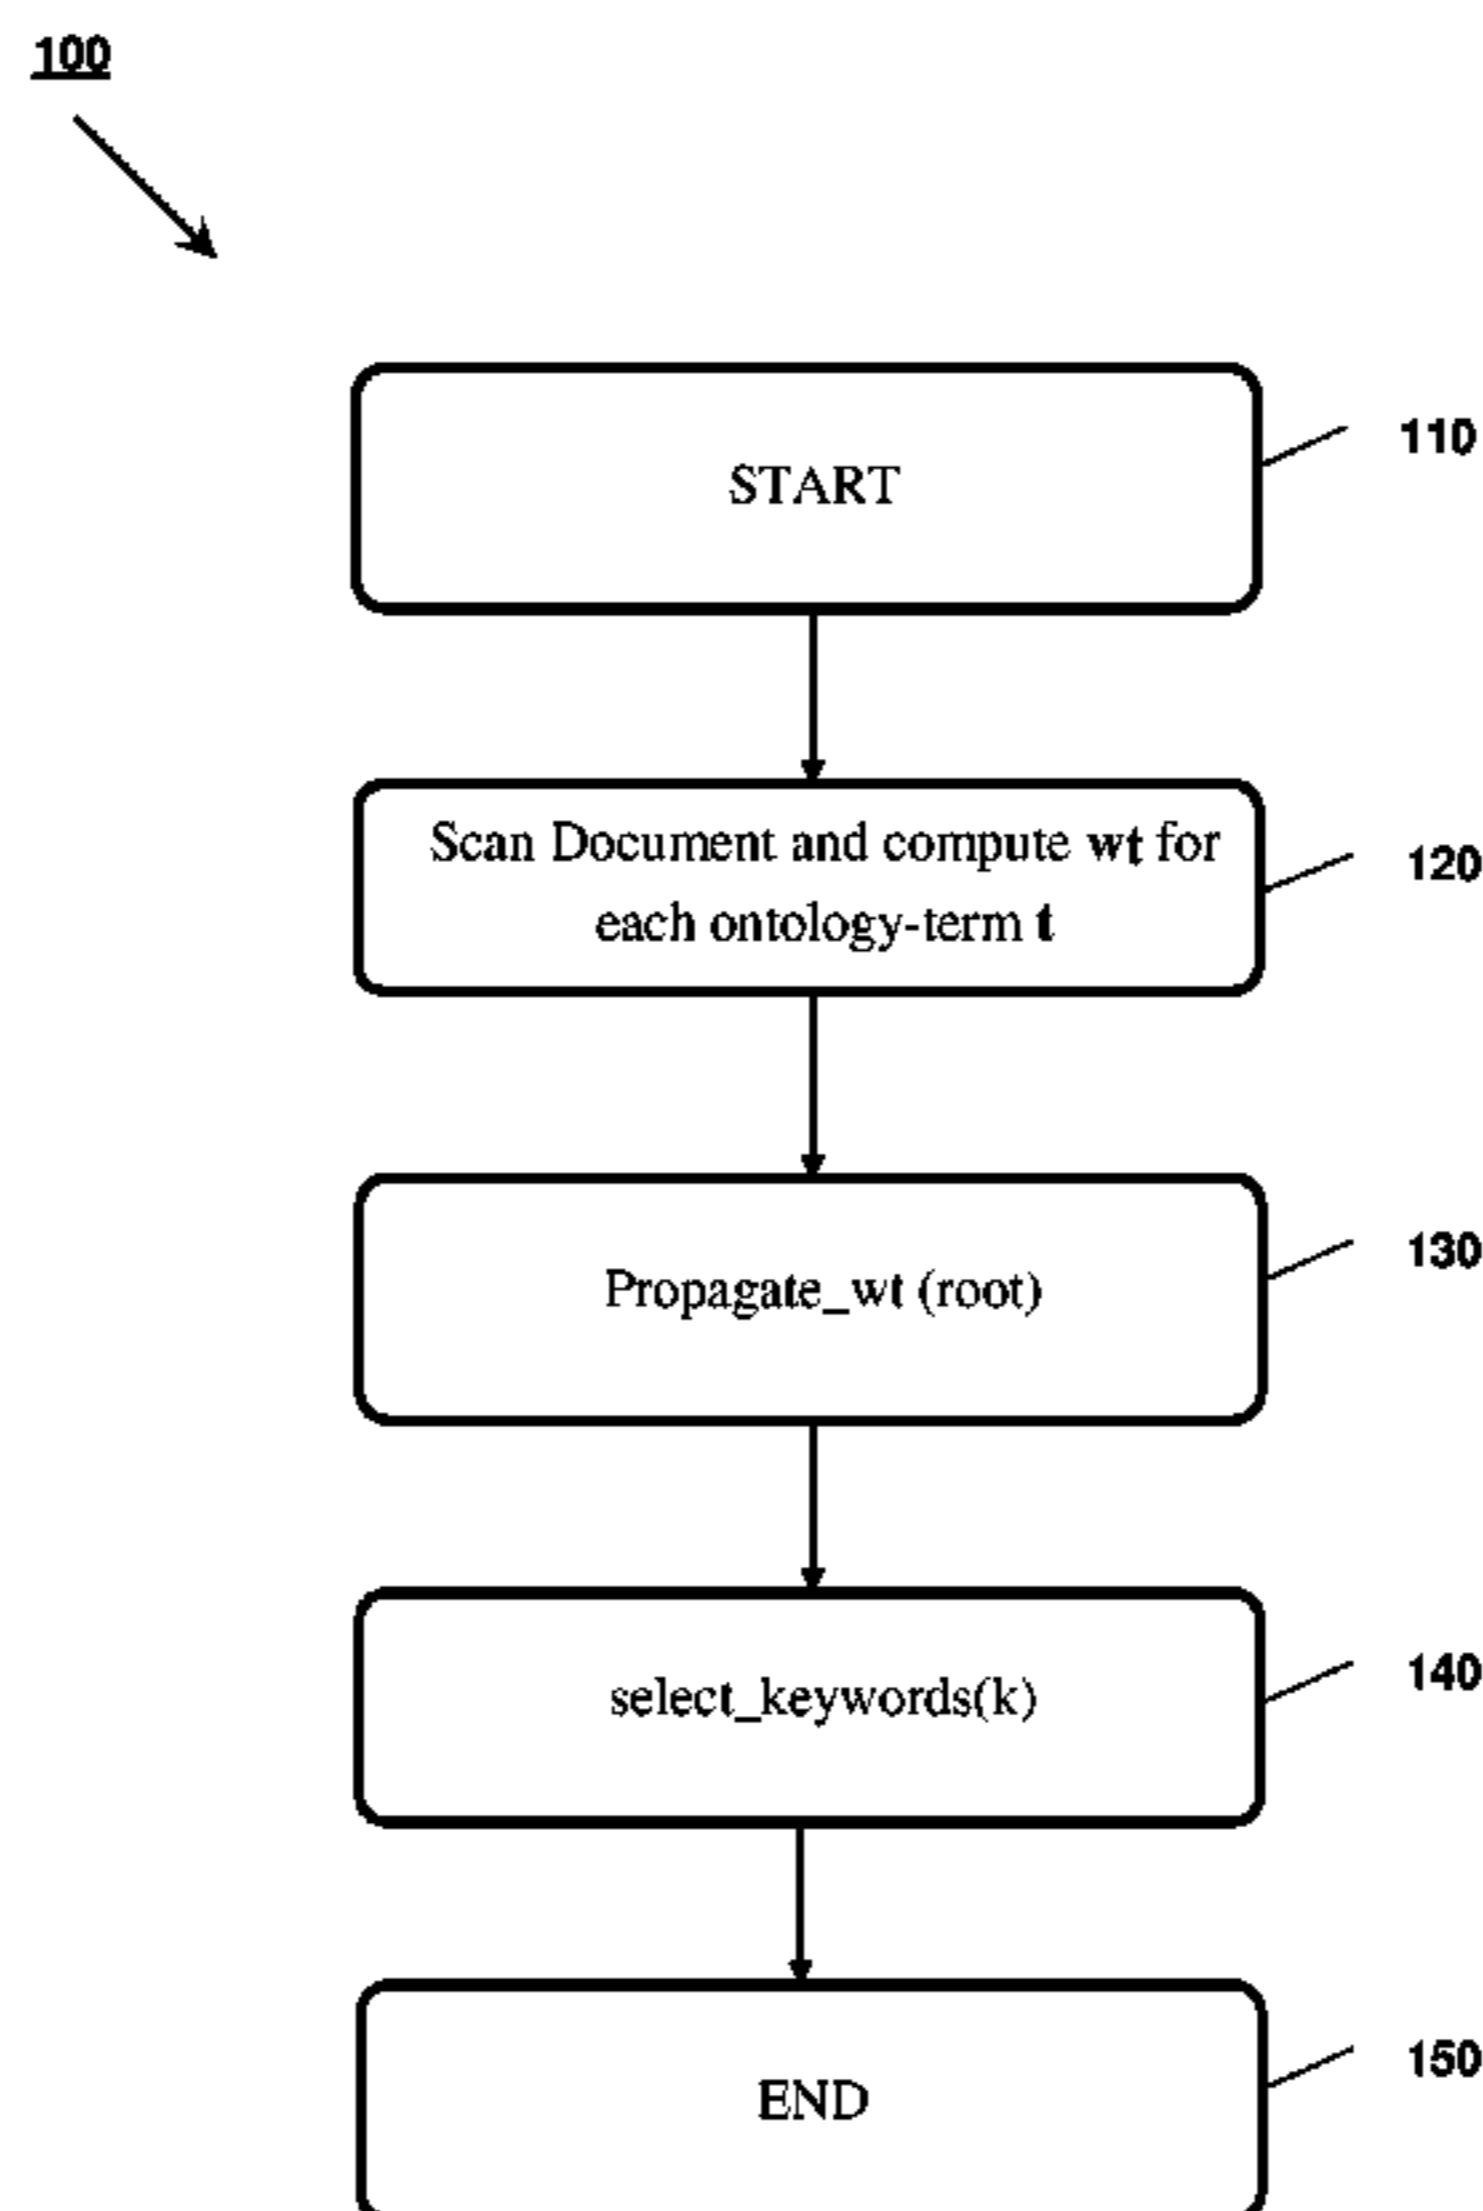 100
START
110
Scan Document and compute wt for
each ontology-term t
120
Propagate_wt (root)
130
select_keywords(k)
140
END
150